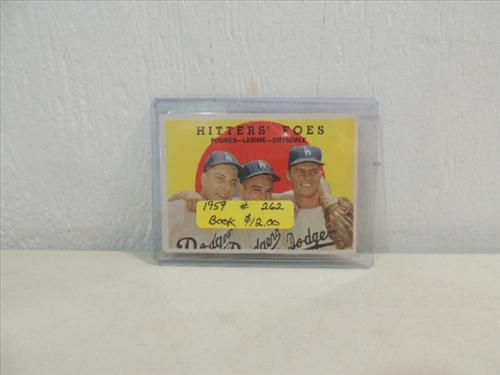 HITTERS' FOES
PODRES—LABINE—DRYSDALE
1959 # 262
BOOK $12.00
Dodgers Dodgers Dodgers